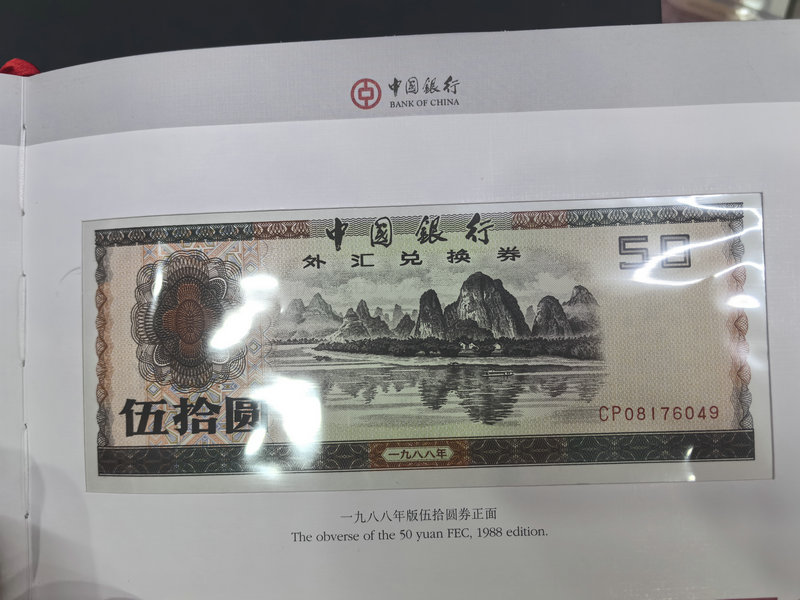 中国银行
BANK OF CHINA
中国银行
外汇兑换券
50
伍拾圆
CP08176049
一九八八年
一九八八年版伍拾圆券正面
The obverse of the 50 yuan FEC, 1988 edition.